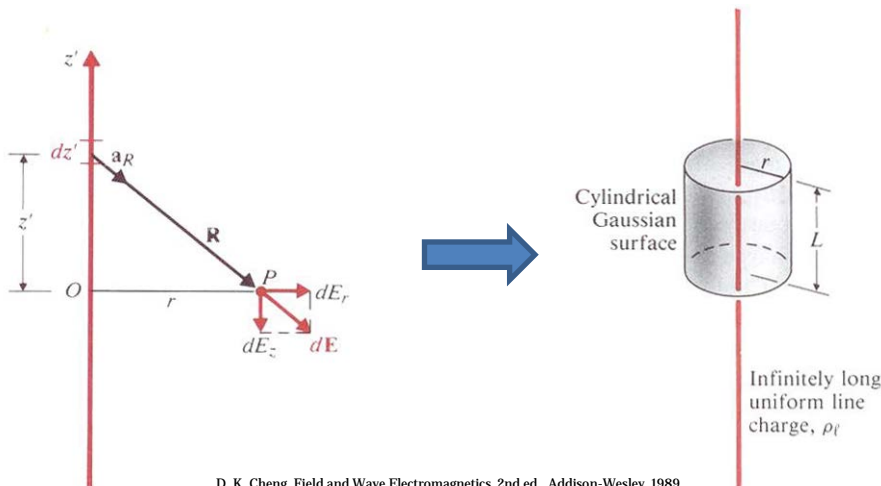 z'
dz'
a_R
z'
R
P
O
r
dE_r
dE_z
dE
r
Cylindrical
Gaussian
surface
L
Infinitely long
uniform line
charge, ρ_ℓ
D. K. Cheng, Field and Wave Electromagnetics, 2nd ed., Addison-Wesley, 1989.